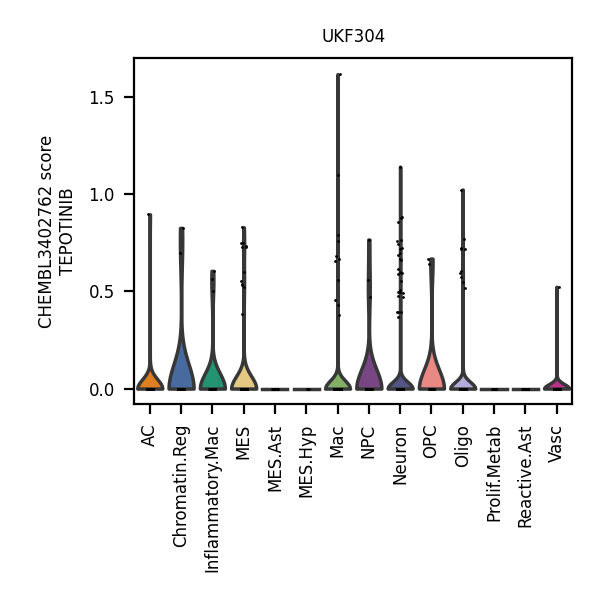 UKF304
CHEMBL3402762 score
TEPOTINIB
1.5
1.0
0.5
0.0
AC
Chromatin.Reg
Inflammatory.Mac
MES
MES.Ast
MES.Hyp
Mac
NPC
Neuron
OPC
Oligo
Prolif.Metab
Reactive.Ast
Vasc